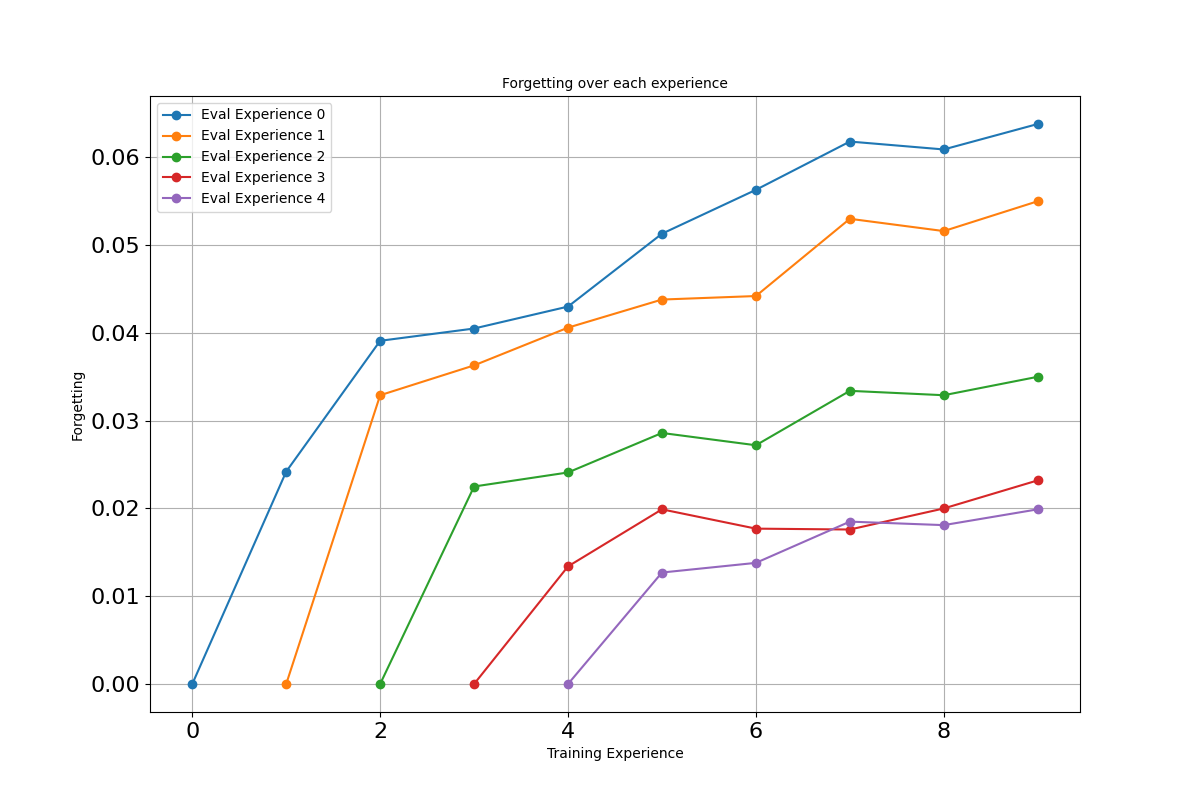 Forgetting over each experience
Eval Experience 0
Eval Experience 1
Eval Experience 2
Eval Experience 3
Eval Experience 4
0.06
0.05
0.04
0.03
0.02
0.01
0.00
Forgetting
0 2 4 6 8
Training Experience